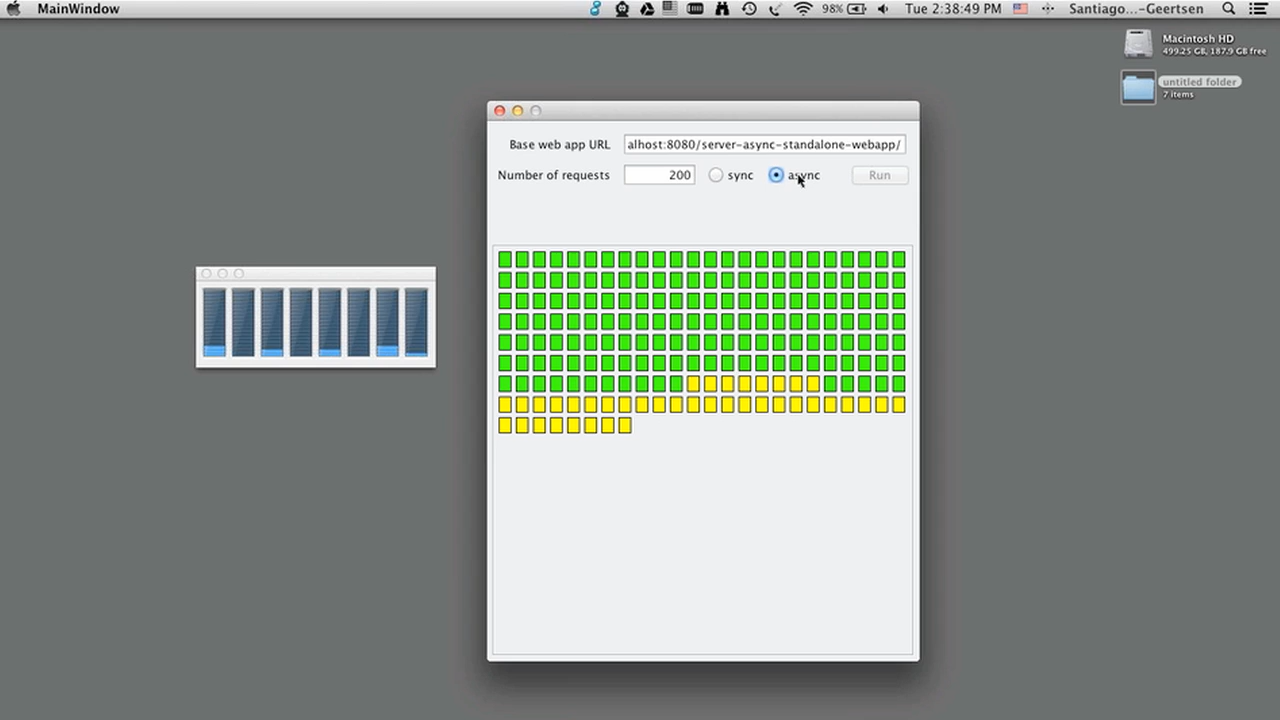 MainWindow 98% Tue 2:38:49 PM Santiago...-Geertsen
Macintosh HD
499.25 GB, 187.9 GB free
untitled folder
7 items
Base web app URL alhost:8080/server-async-standalone-webapp/
Number of requests 200 sync async Run